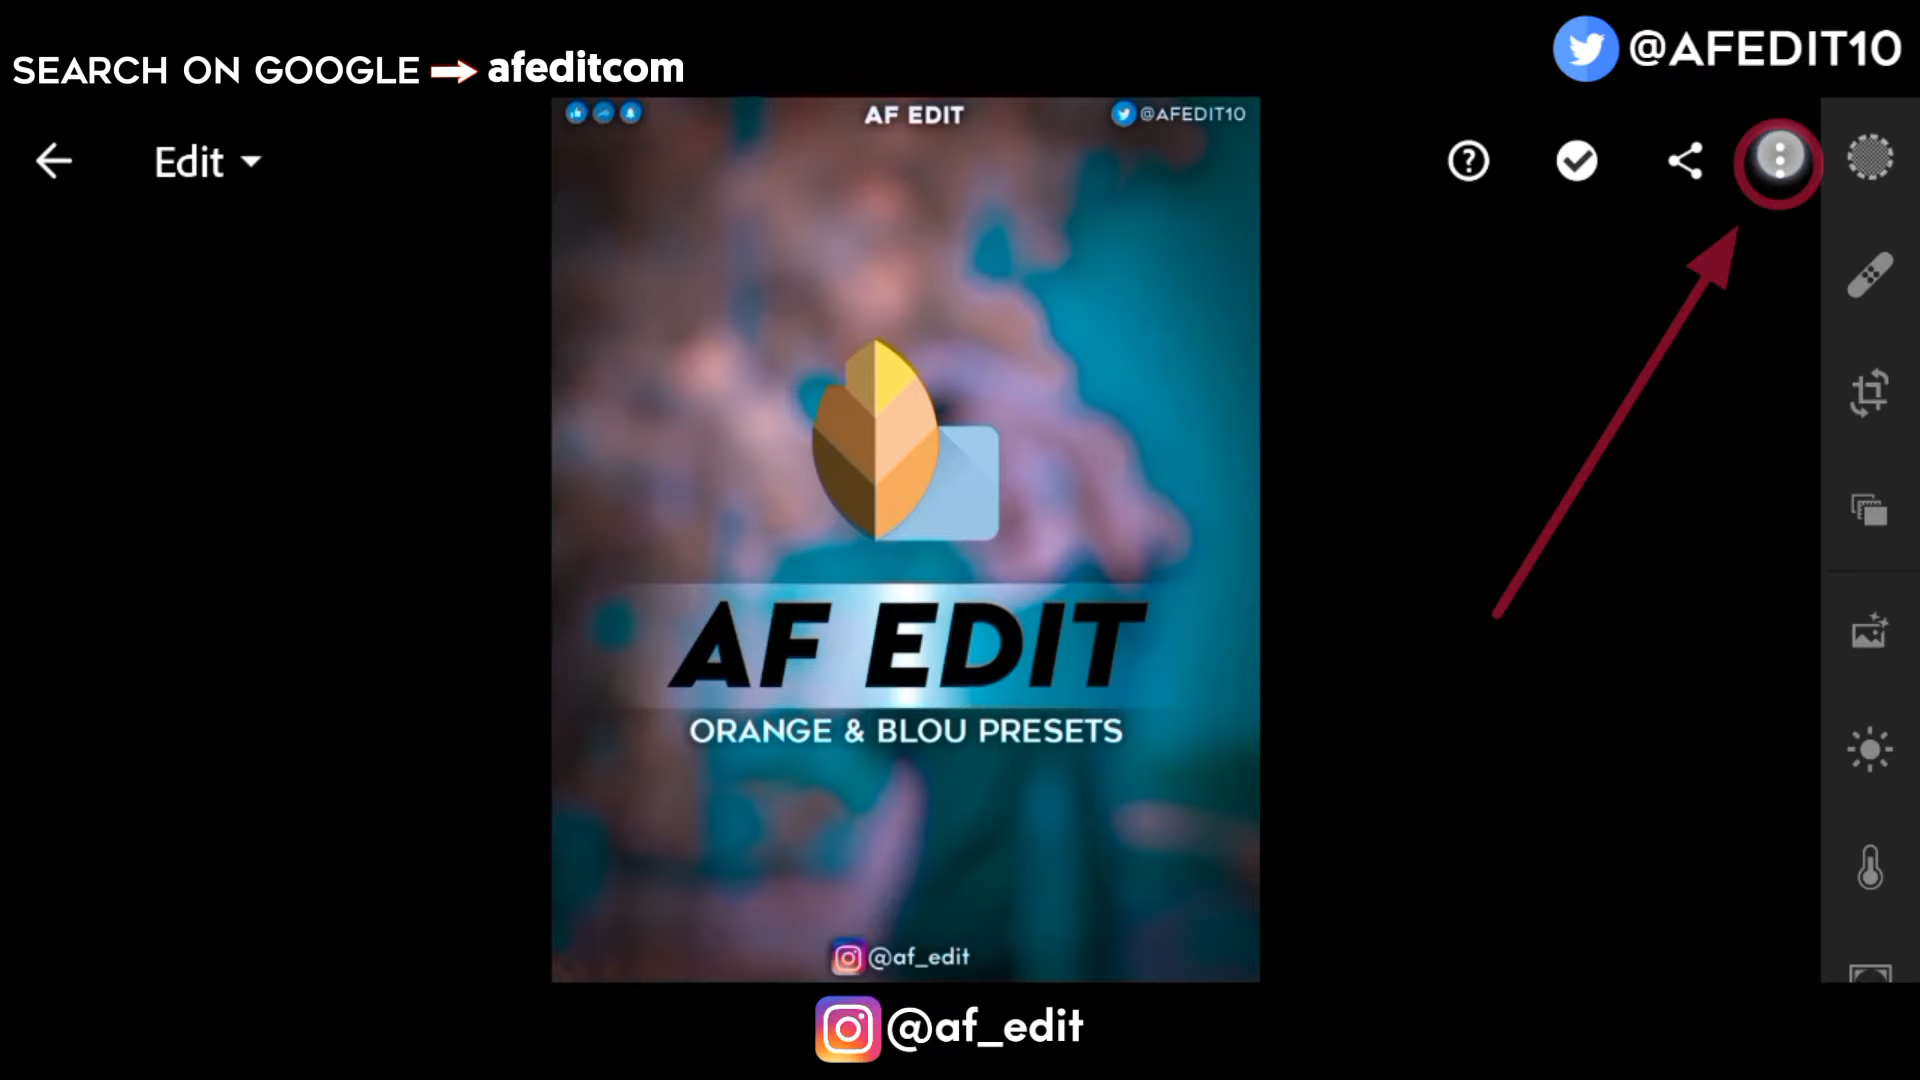 SEARCH ON GOOGLE afeditcom
@AFEDIT10
AF EDIT
@AFEDIT10
Edit
AF EDIT
ORANGE & BLOU PRESETS
@af_edit
@af_edit